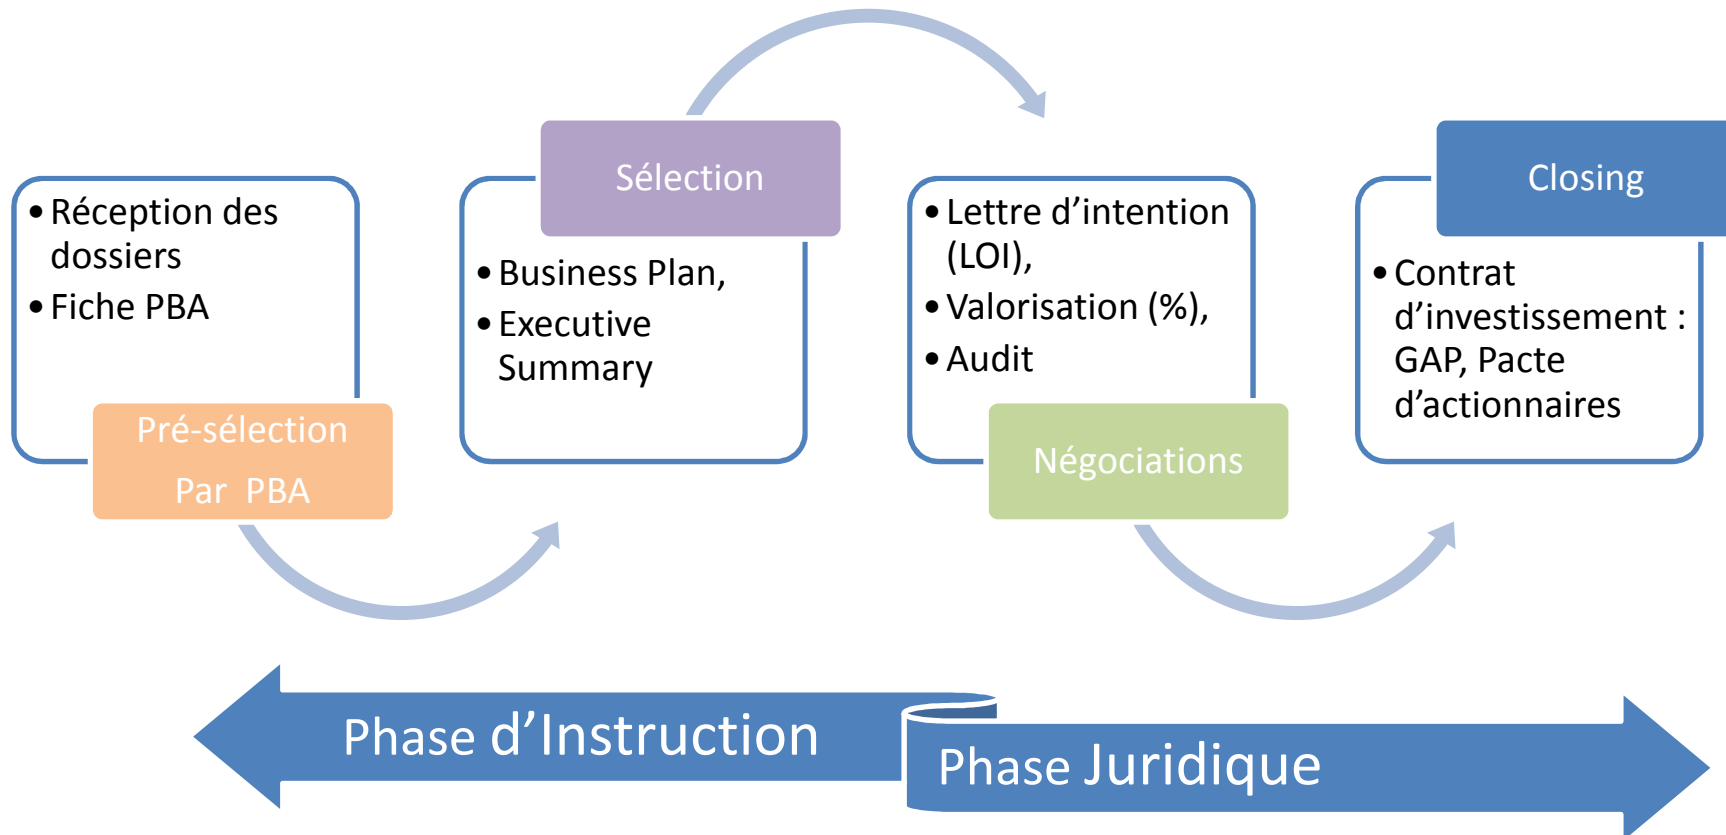 • Réception des
dossiers
• Fiche PBA
Pré-sélection
Par PBA
Sélection
• Business Plan,
• Executive
Summary
• Lettre d’intention
(LOI),
• Valorisation (%),
• Audit
Négociations
Closing
• Contrat
d’investissement :
GAP, Pacte
d’actionnaires
Phase d’Instruction
Phase Juridique